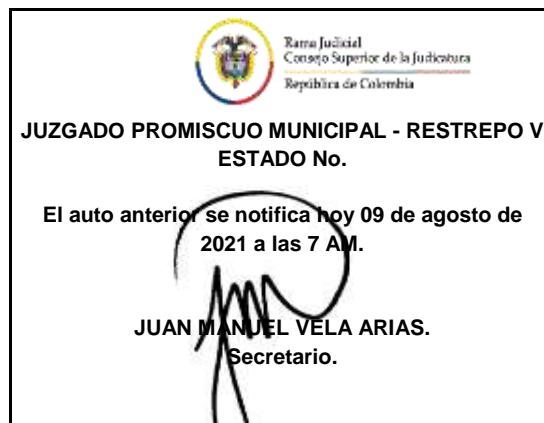 Rama Judicial
Consejo Superior de la Judicatura
República de Colombia
JUZGADO PROMISCUO MUNICIPAL - RESTREPO V
ESTADO No.
El auto anterior se notifica hoy 09 de agosto de
2021 a las 7 AM.
JUAN MANUEL VELA ARIAS.
Secretario.